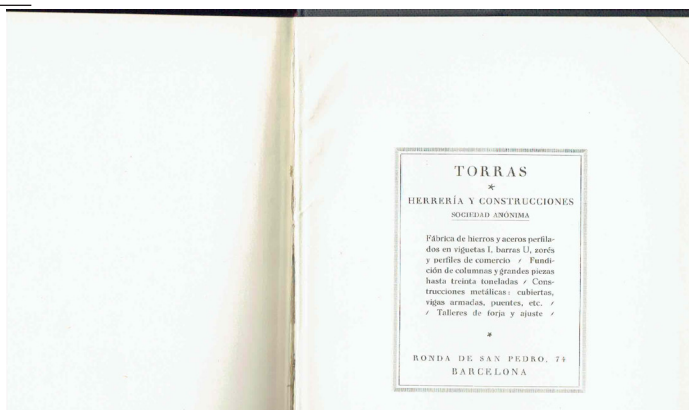 TORRAS
*
HERRERÍA Y CONSTRUCCIONES
SOCIEDAD ANÓNIMA
Fábrica de hierros y aceros perfila-
dos en viguetas I, barras U, zorés
y perfiles de comercio / Fundi-
ción de columnas y grandes piezas
hasta treinta toneladas / Cons-
trucciones metálicas: cubiertas,
vigas armadas, puentes, etc. /
/ Talleres de forja y ajuste /
*
RONDA DE SAN PEDRO, 74
BARCELONA